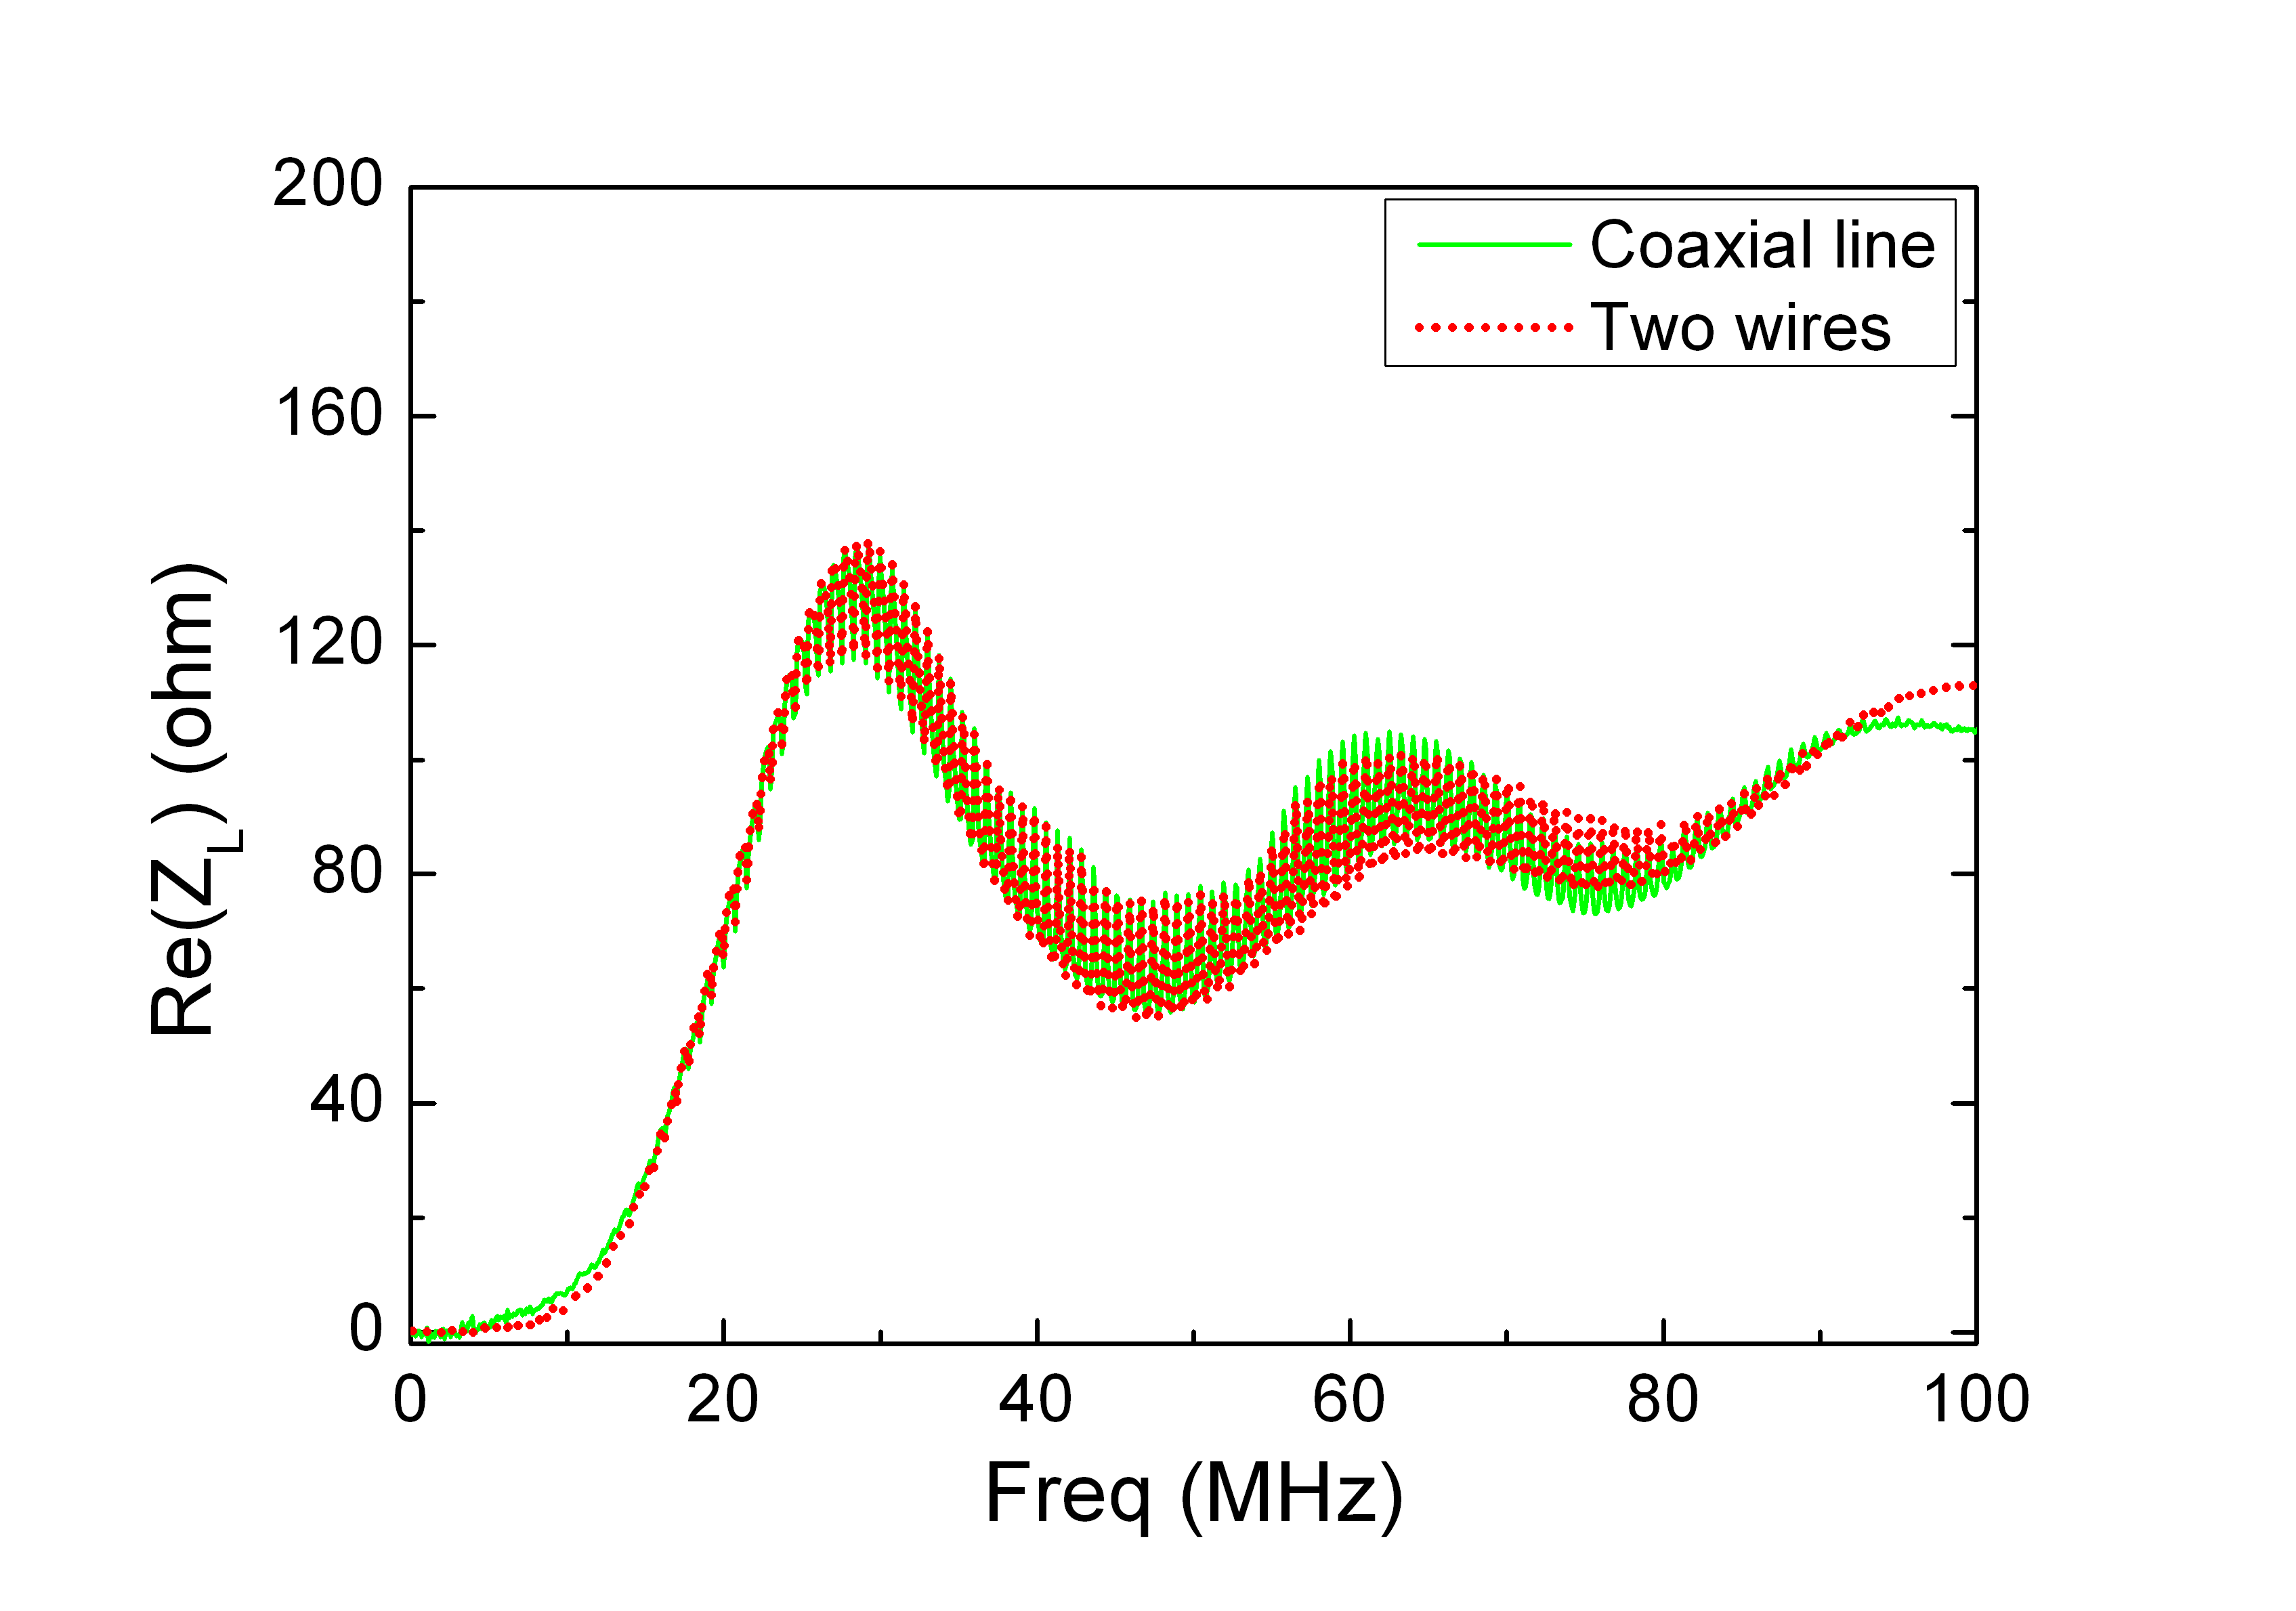 200
160
120
80
40
0
Re(Z_L) (ohm)
Coaxial line
Two wires
0 20 40 60 80 100
Freq (MHz)